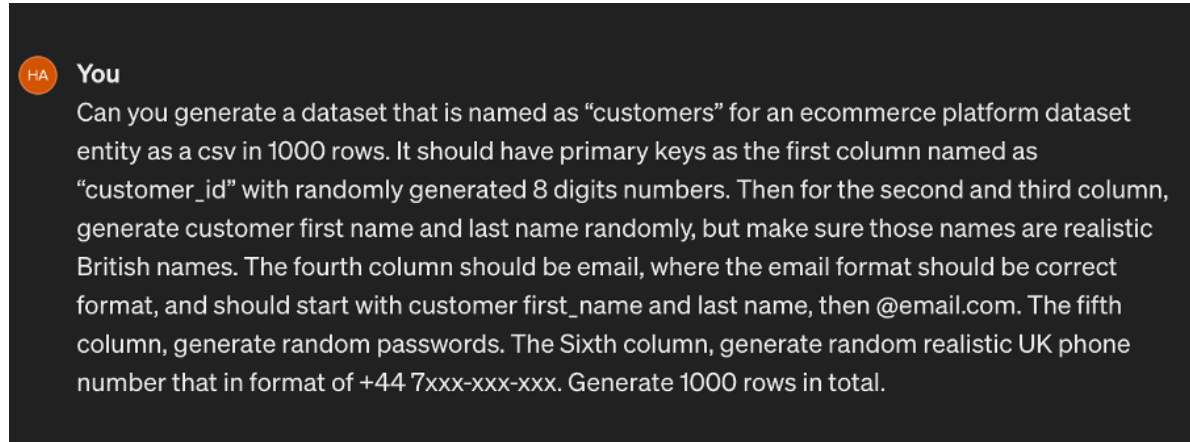 HA
You
Can you generate a dataset that is named as “customers” for an ecommerce platform dataset
entity as a csv in 1000 rows. It should have primary keys as the first column named as
“customer_id” with randomly generated 8 digits numbers. Then for the second and third column,
generate customer first name and last name randomly, but make sure those names are realistic
British names. The fourth column should be email, where the email format should be correct
format, and should start with customer first_name and last name, then @email.com. The fifth
column, generate random passwords. The Sixth column, generate random realistic UK phone
number that in format of +44 7xxx-xxx-xxx. Generate 1000 rows in total.